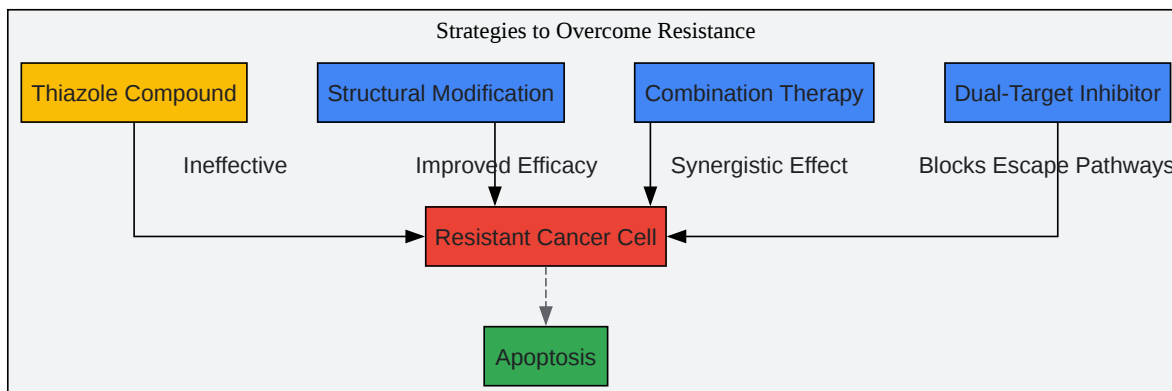 Strategies to Overcome Resistance
Thiazole Compound
Structural Modification
Combination Therapy
Dual-Target Inhibitor
Ineffective
Improved Efficacy
Synergistic Effect
Blocks Escape Pathways
Resistant Cancer Cell
Apoptosis